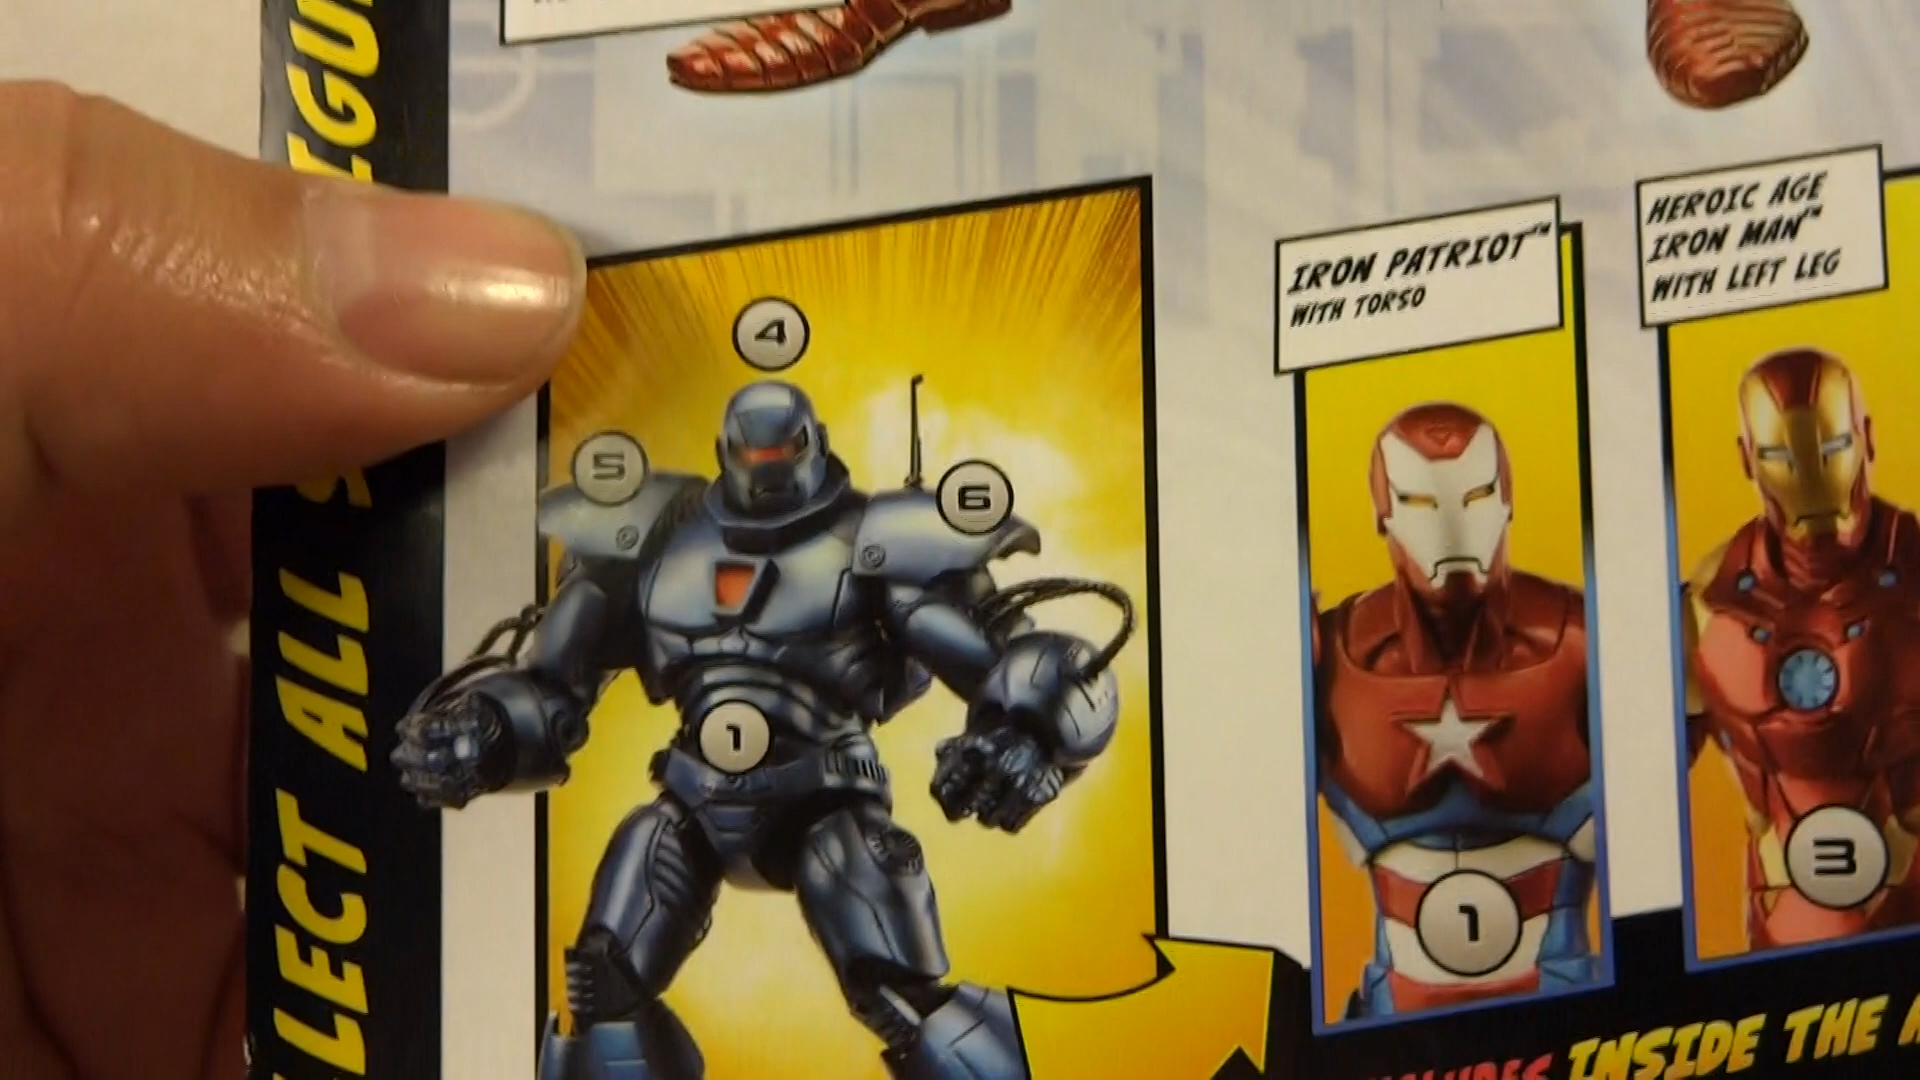 LLECT ALL
IRON PATRIOT™
WITH TORSO
HEROIC AGE
IRON MAN™
WITH LEFT LEG
4
5
6
1
1
3
INSIDE THE